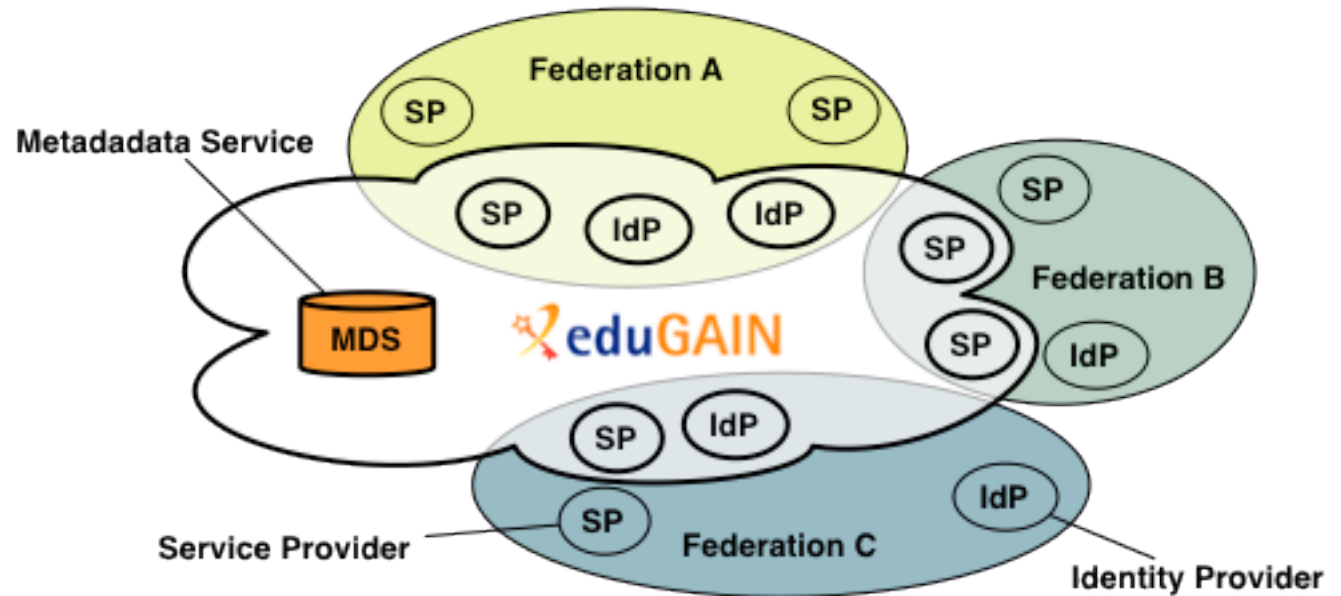 Federation A
SP
SP
Metadadata Service
SP
IdP
IdP
SP
SP
Federation B
MDS
eduGAIN
SP
IdP
SP
IdP
SP
IdP
Service Provider
Federation C
Identity Provider